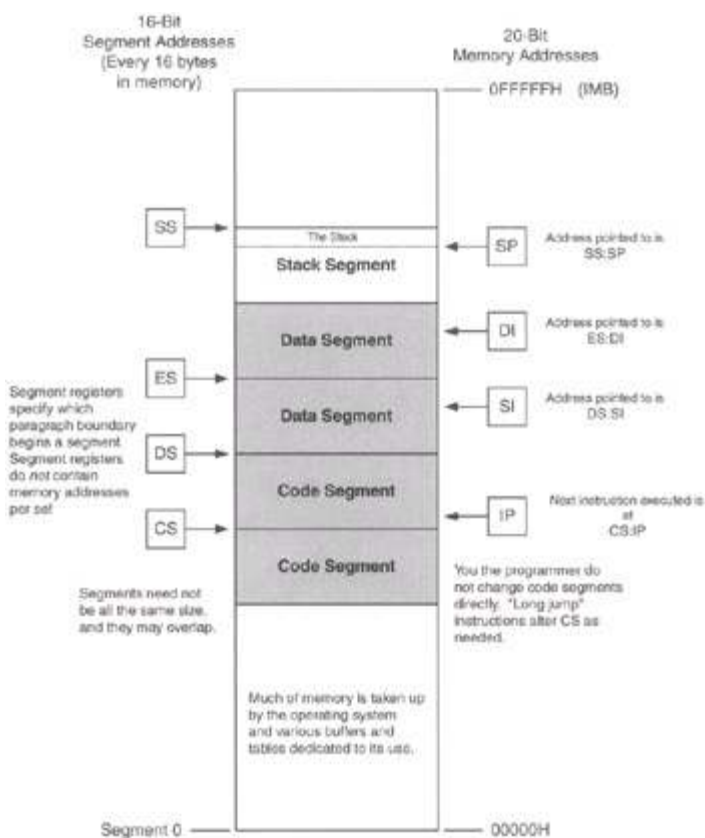 16-Bit
Segment Addresses
(Every 16 bytes
in memory)
20-Bit
Memory Addresses
0FFFFFH (IMB)
SS
The Stack
Stack Segment
SP
Address pointed to is
SS:SP
Data Segment
DI
Address pointed to is
ES:DI
ES
Data Segment
SI
Address pointed to is
DS:SI
Segment registers
specify which
paragraph boundary
begins a segment
Segment registers
do not contain
memory addresses
per se!
DS
Code Segment
IP
Next instruction executed is
at
CS:IP
CS
Code Segment
Segments need not
be all the same size,
and they may overlap.
You the programmer do
not change code segments
directly. "Long jump"
instructions alter CS as
needed.
Much of memory is taken up
by the operating system
and various buffers and
tables dedicated to its use.
Segment 0
00000H